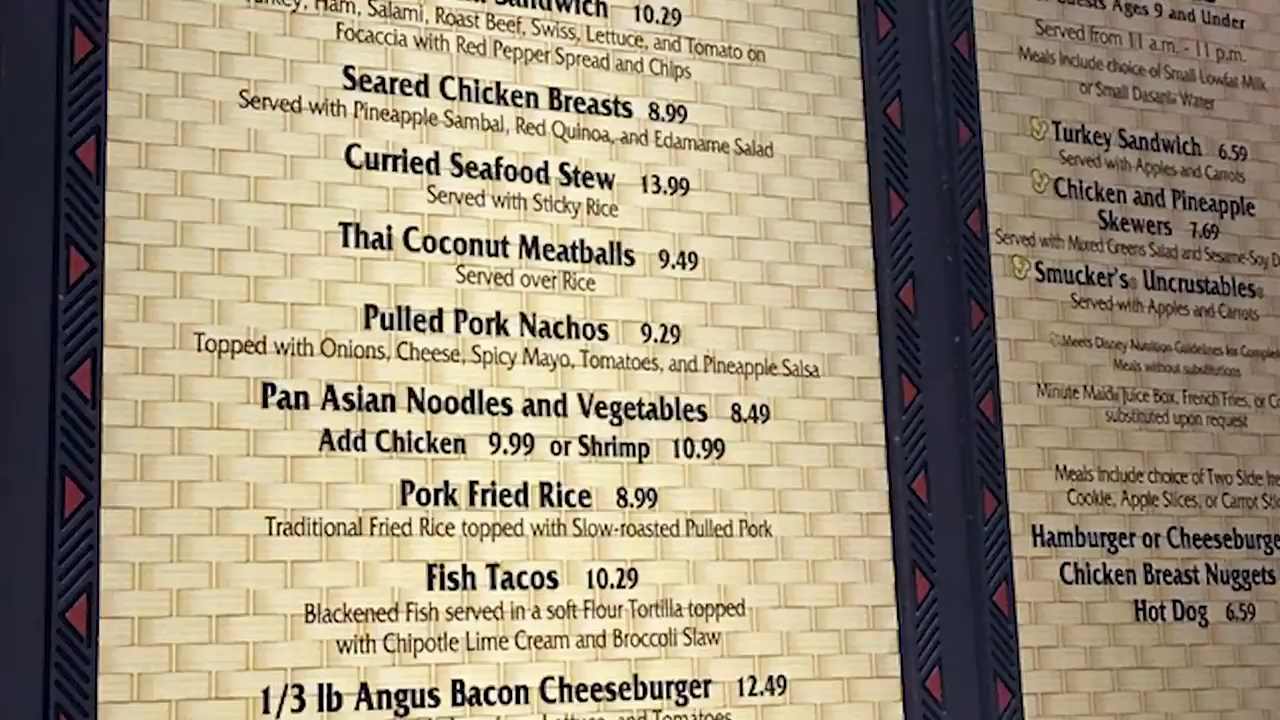 Sandwich 10.29
Turkey, Ham, Salami, Roast Beef, Swiss, Lettuce, and Tomato on
Focaccia with Red Pepper Spread and Chips
Seared Chicken Breasts 8.99
Served with Pineapple Sambal, Red Quinoa, and Edamame Salad
Curried Seafood Stew 13.99
Served with Sticky Rice
Thai Coconut Meatballs 9.49
Served over Rice
Pulled Pork Nachos 9.29
Topped with Onions, Cheese, Spicy Mayo, Tomatoes, and Pineapple Salsa
Pan Asian Noodles and Vegetables 8.49
Add Chicken 9.99 or Shrimp 10.99
Pork Fried Rice 8.99
Traditional Fried Rice topped with Slow-roasted Pulled Pork
Fish Tacos 10.29
Blackened Fish served in a soft Flour Tortilla topped
with Chipotle Lime Cream and Broccoli Slaw
1/3 lb Angus Bacon Cheeseburger 12.49
Lettuce, and Tomatoes
Ages 9 and Under
Served from 11 a.m. - 11 p.m.
Meals include choice of Small Lowfat Milk
or Small Dasani® Water
Turkey Sandwich 6.59
Served with Apples and Carrots
Chicken and Pineapple
Skewers 7.69
Served with Mixed Greens Salad and Sesame-Soy D
Smucker's® Uncrustables®
Served with Apples and Carrots
Meets Disney Nutrition Guidelines for Comple
Meals without substitutions
Minute Maid® Juice Box, French Fries, or C
substituted upon request
Meals include choice of Two Side Ite
Cookie, Apple Slices, or Carrot Sti
Hamburger or Cheeseburge
Chicken Breast Nuggets
Hot Dog 6.59